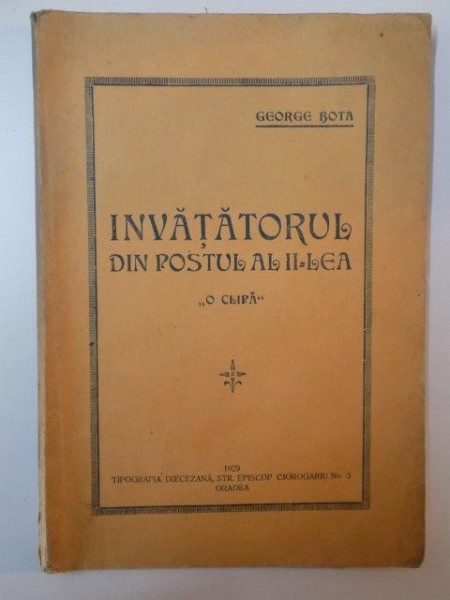 GEORGE BOTA
INVĂȚĂTORUL
DIN POSTUL AL II-LEA
„O CLIPĂ“
1929
TIPOGRAFIA DIECEZANĂ, STR. EPISCOP CIOROGARIU No. 3
ORADEA